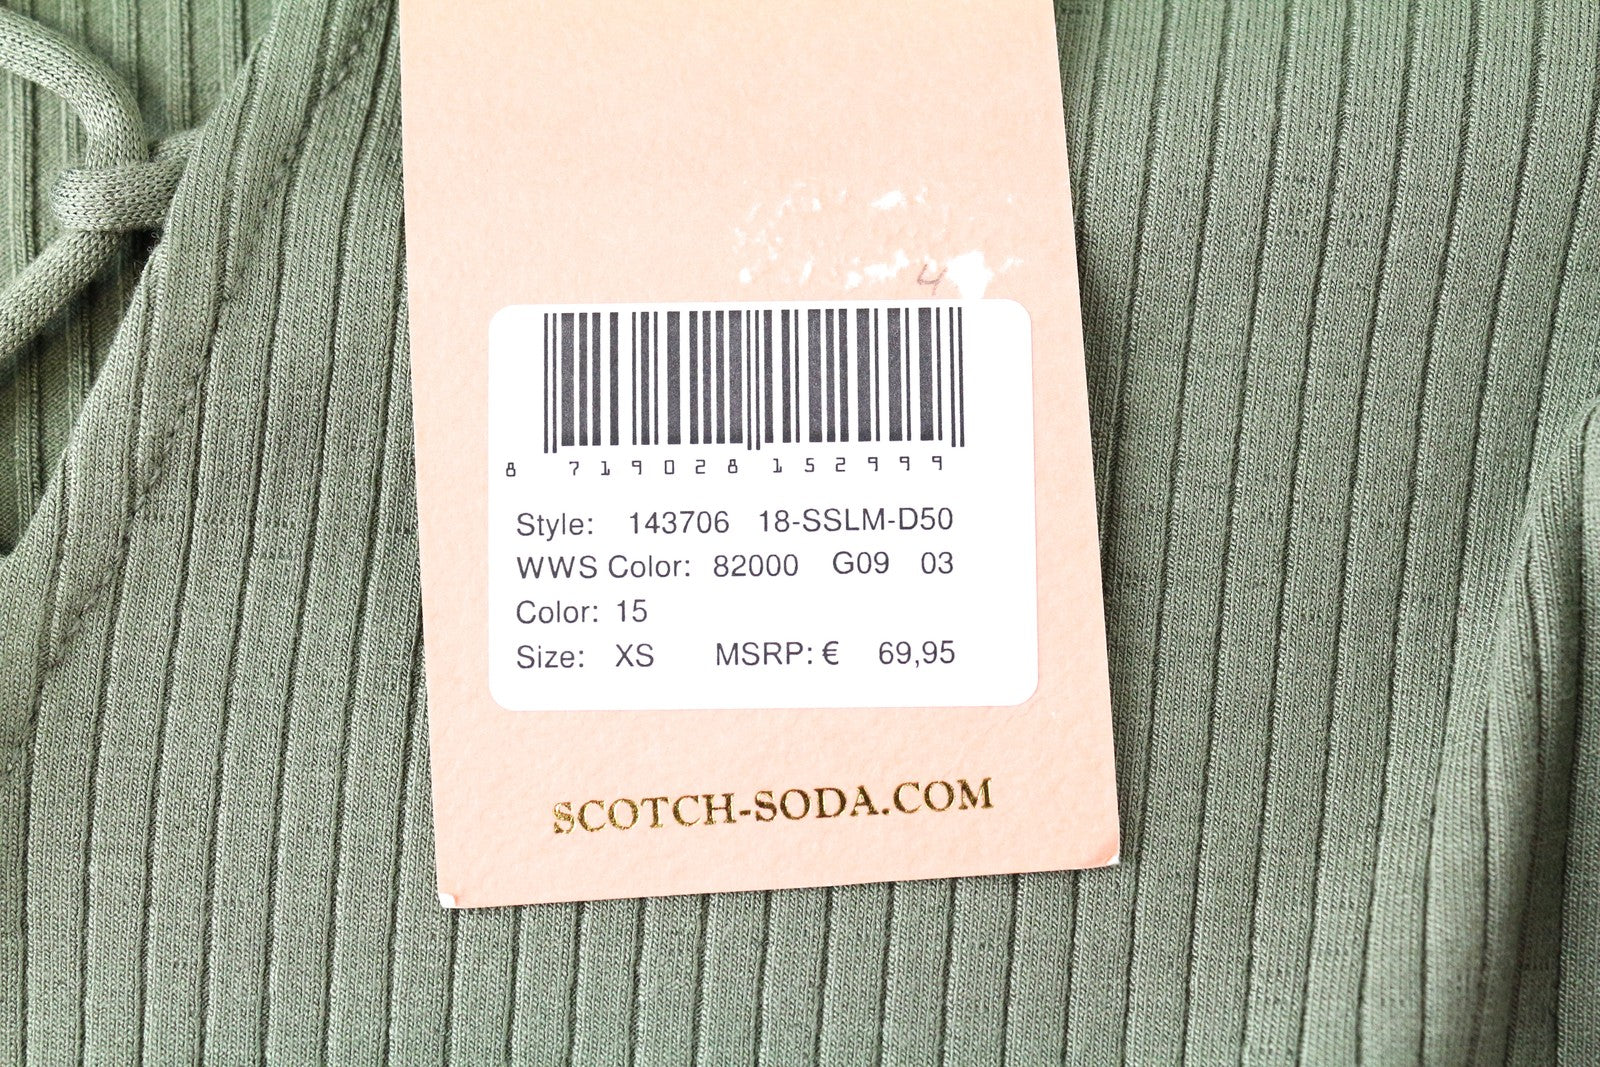 4
8 719028 152999
Style: 143706 18-SSLM-D50
WWS Color: 82000 G09 03
Color: 15
Size: XS MSRP: € 69,95
SCOTCH-SODA.COM